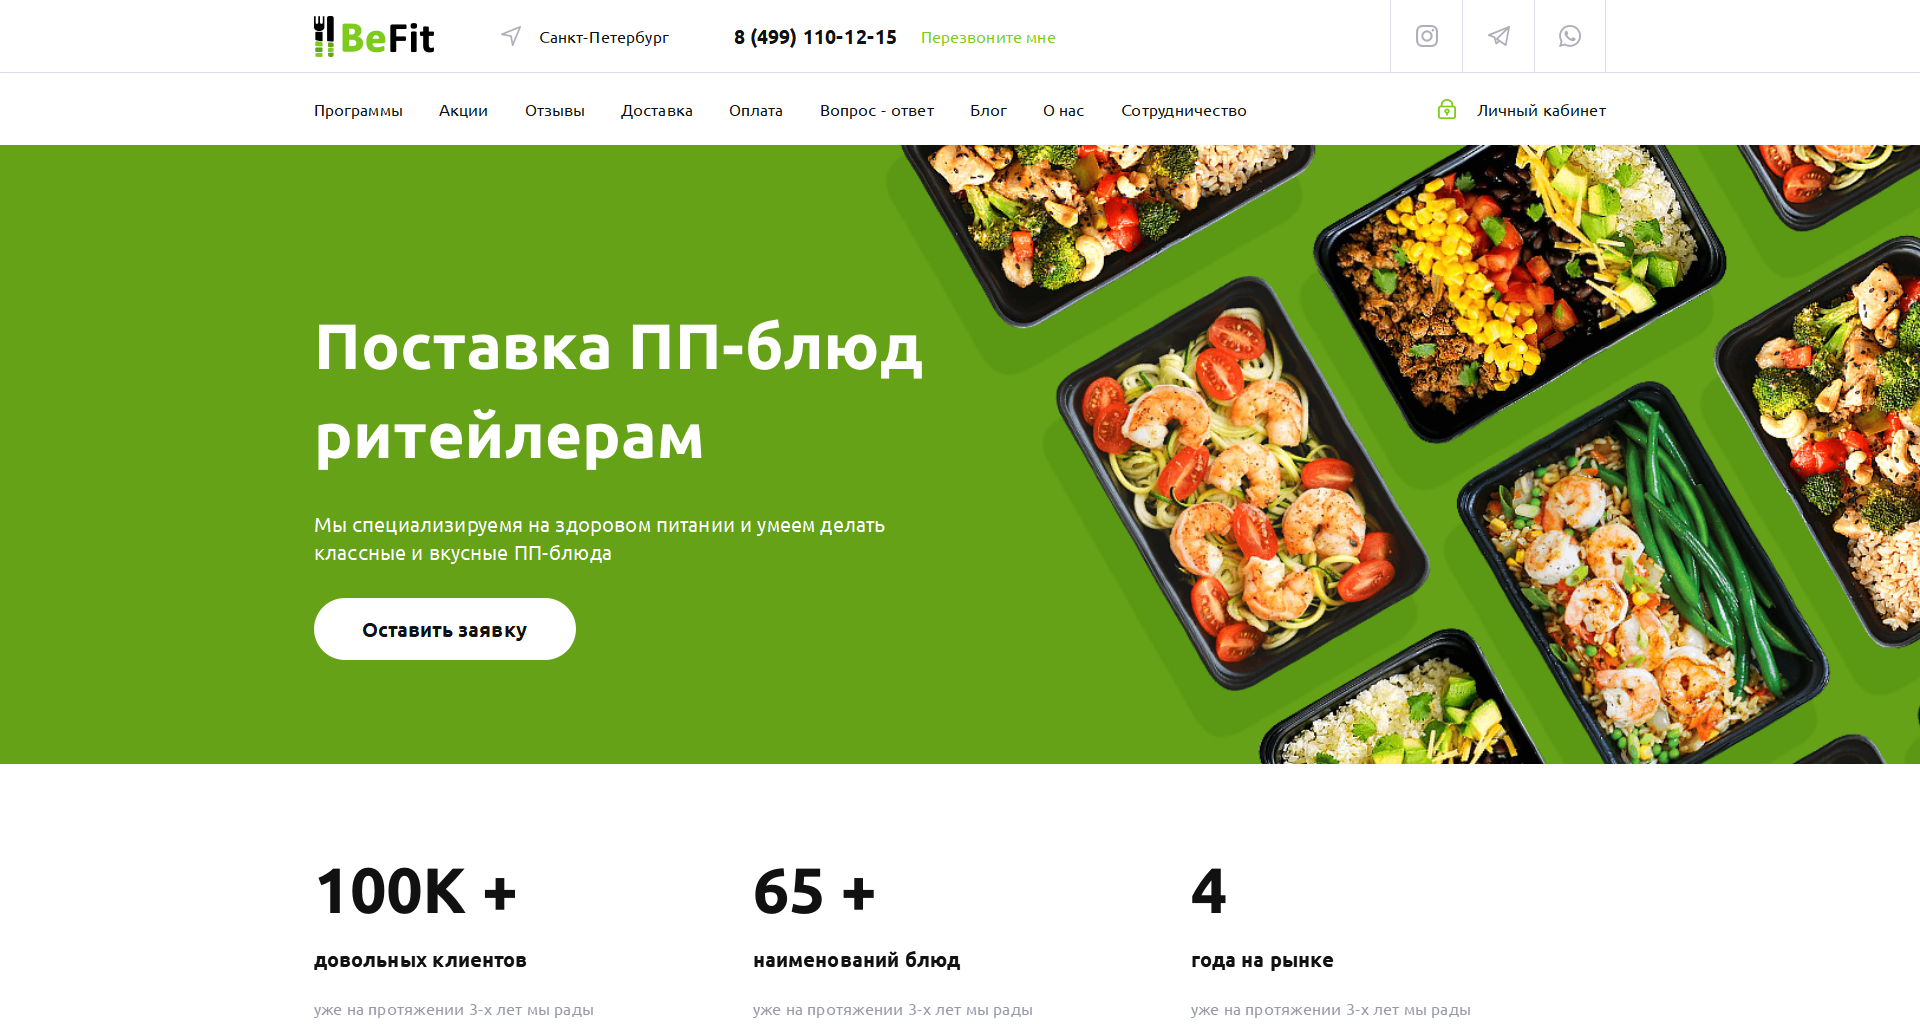 BeFit
Санкт-Петербург
8 (499) 110-12-15
Перезвоните мне
Программы
Акции
Отзывы
Доставка
Оплата
Вопрос - ответ
Блог
О нас
Сотрудничество
Личный кабинет
Поставка ПП-блюд
ритейлерам
Мы специализируемя на здоровом питании и умеем делать
классные и вкусные ПП-блюда
Оставить заявку
100К +
довольных клиентов
уже на протяжении 3-х лет мы рады
65 +
наименований блюд
уже на протяжении 3-х лет мы рады
4
года на рынке
уже на протяжении 3-х лет мы рады